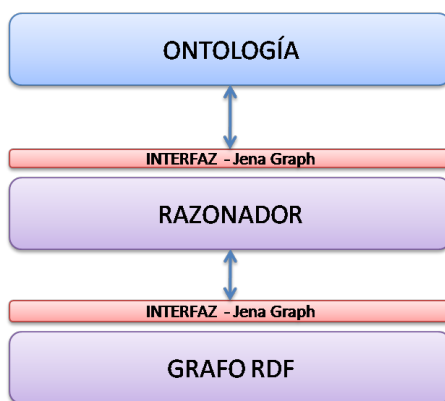 ONTOLOGÍA
INTERFAZ - Jena Graph
RAZONADOR
INTERFAZ - Jena Graph
GRAFO RDF